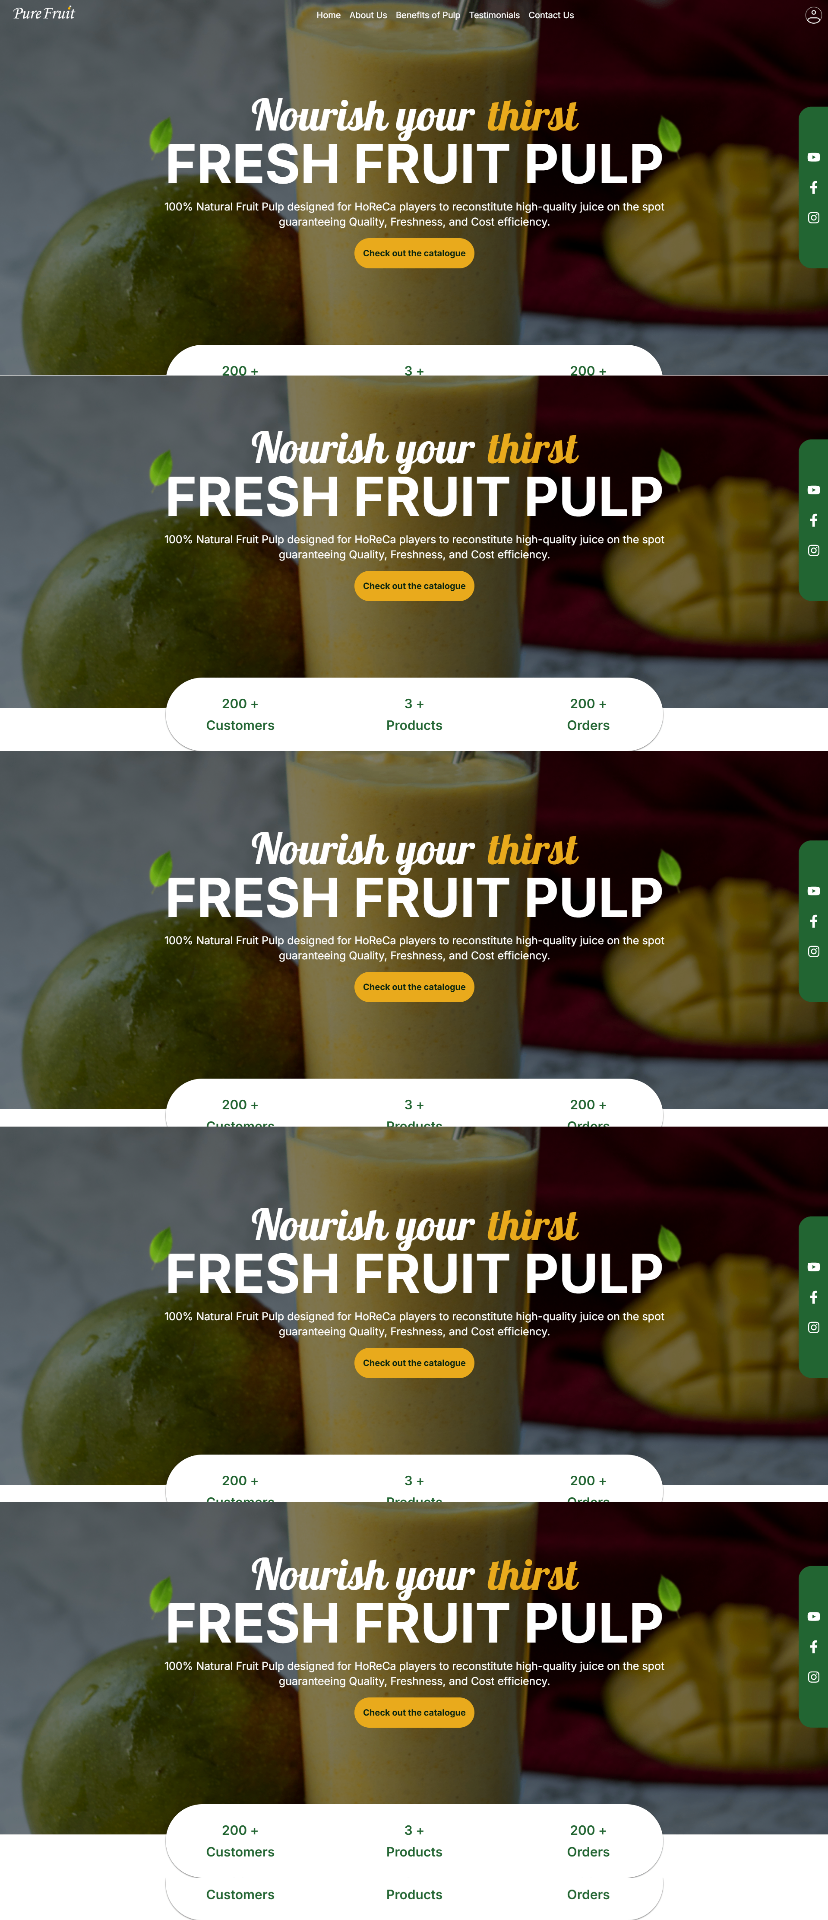 Pure Fruit
Home About Us Benefits of Pulp Testimonials Contact Us
Nourish your thirst
FRESH FRUIT PULP
100% Natural Fruit Pulp designed for HoReCa players to reconstitute high-quality juice on the spot
guaranteeing Quality, Freshness, and Cost efficiency.
Check out the catalogue
200 + 3 + 200 +
Nourish your thirst
FRESH FRUIT PULP
100% Natural Fruit Pulp designed for HoReCa players to reconstitute high-quality juice on the spot
guaranteeing Quality, Freshness, and Cost efficiency.
Check out the catalogue
200 + 3 + 200 +
Customers Products Orders
Nourish your thirst
FRESH FRUIT PULP
100% Natural Fruit Pulp designed for HoReCa players to reconstitute high-quality juice on the spot
guaranteeing Quality, Freshness, and Cost efficiency.
Check out the catalogue
200 + 3 + 200 +
Customers Products Orders
Nourish your thirst
FRESH FRUIT PULP
100% Natural Fruit Pulp designed for HoReCa players to reconstitute high-quality juice on the spot
guaranteeing Quality, Freshness, and Cost efficiency.
Check out the catalogue
200 + 3 + 200 +
Customers Products Orders
Nourish your thirst
FRESH FRUIT PULP
100% Natural Fruit Pulp designed for HoReCa players to reconstitute high-quality juice on the spot
guaranteeing Quality, Freshness, and Cost efficiency.
Check out the catalogue
200 + 3 + 200 +
Customers Products Orders
Customers Products Orders